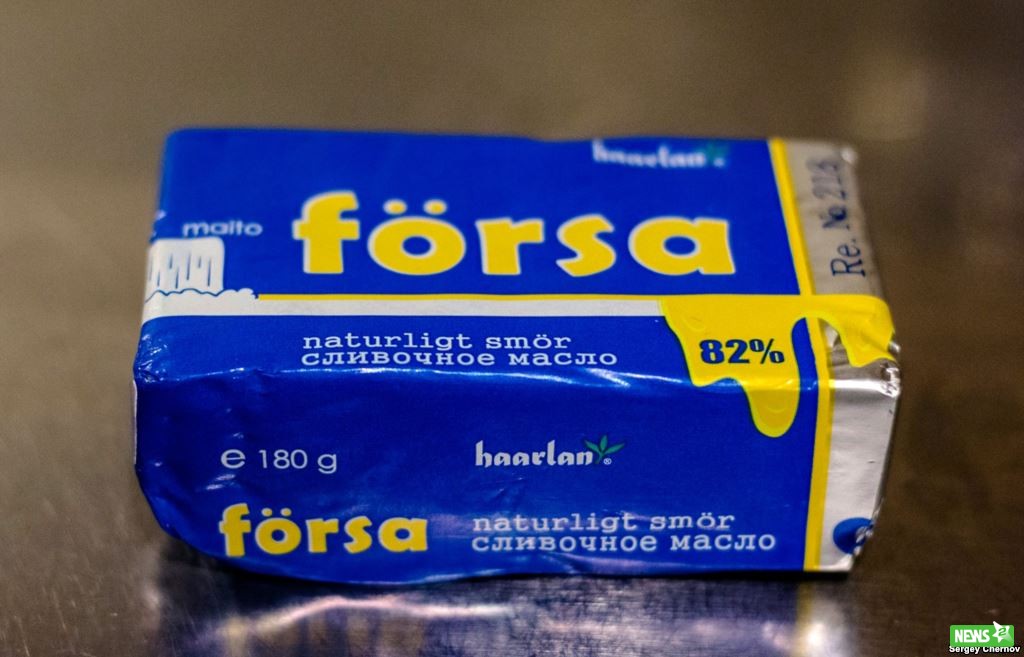 haarlan
Re. № 216
maito
försa
naturligt smör
сливочное масло
82%
e 180 g
haarlan®
försa
naturligt smör
сливочное масло
NEWS
Sergey Chernov